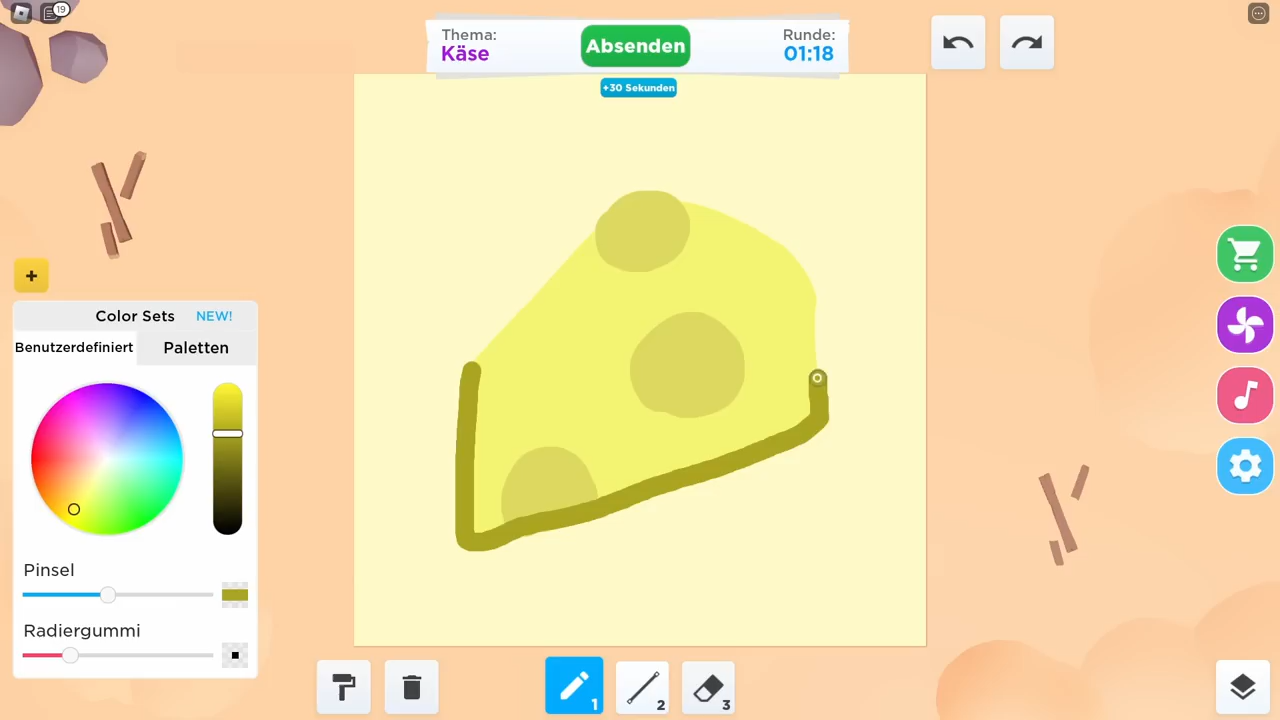 19
Thema:
Käse
Absenden
Runde:
01:18
+30 Sekunden
+
Color Sets NEW!
Benutzerdefiniert Paletten
Pinsel
Radiergummi
1
2
3